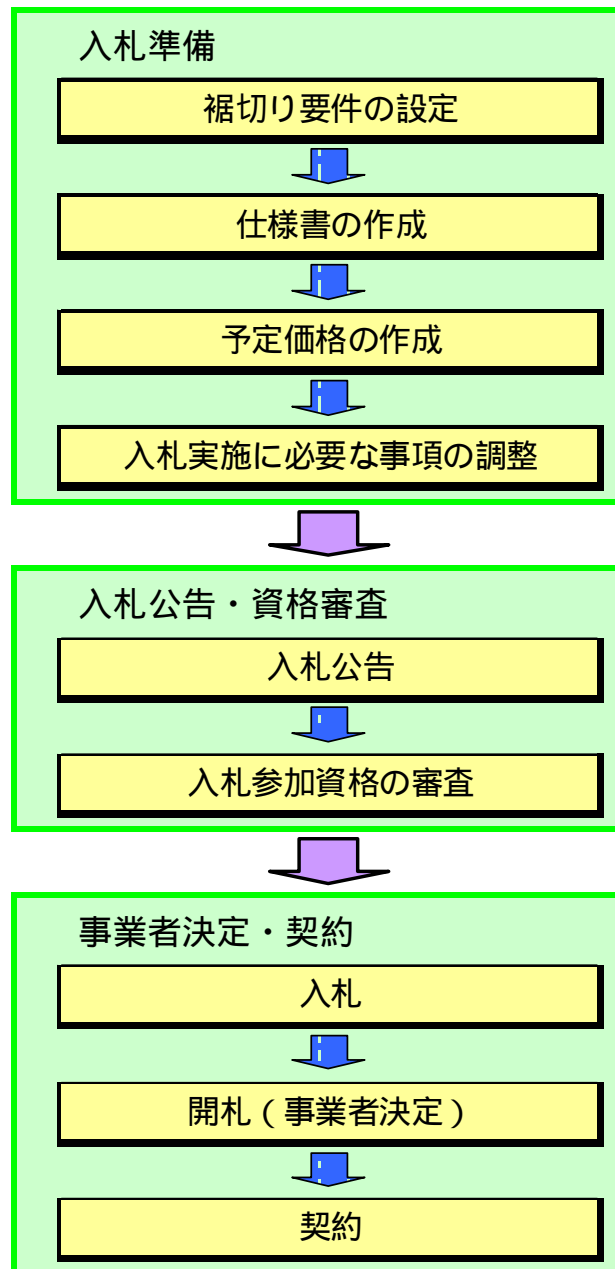 入札準備
裾切り要件の設定
仕様書の作成
予定価格の作成
入札実施に必要な事項の調整
入札公告・資格審査
入札公告
入札参加資格の審査
事業者決定・契約
入札
開札（事業者決定）
契約